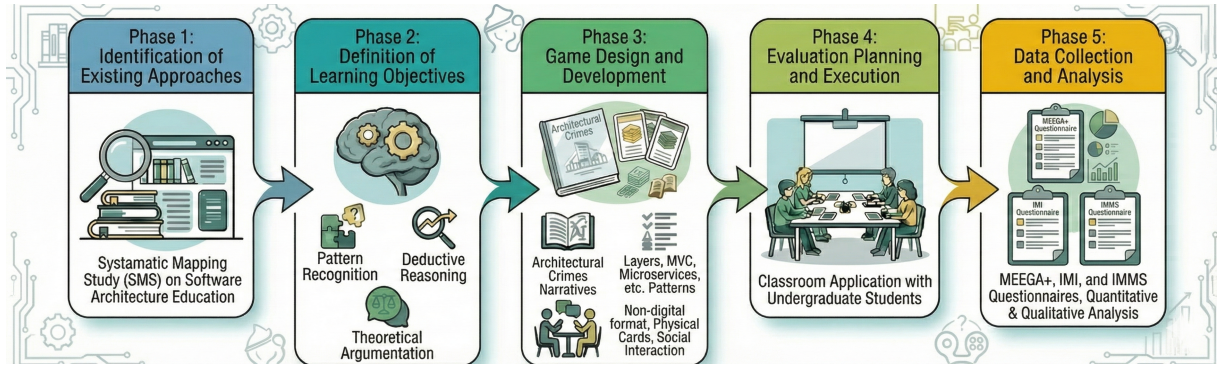 Phase 1:
Identification of
Existing Approaches
Systematic Mapping
Study (SMS) on Software
Architecture Education
Phase 2:
Definition of
Learning Objectives
Pattern
Recognition
Deductive
Reasoning
Theoretical
Argumentation
Phase 3:
Game Design and
Development
Architectural
Crimes
Architectural
Crimes
Narratives
Layers, MVC,
Microservices,
etc. Patterns
Non-digital
format, Physical
Cards, Social
Interaction
Phase 4:
Evaluation Planning
and Execution
Classroom Application with
Undergraduate Students
Phase 5:
Data Collection
and Analysis
MEEGA+
Questionnaire
IMI
Questionnaire
IMMS
Questionnaire
MEEGA+, IMI, and IMMS
Questionnaires, Quantitative
& Qualitative Analysis